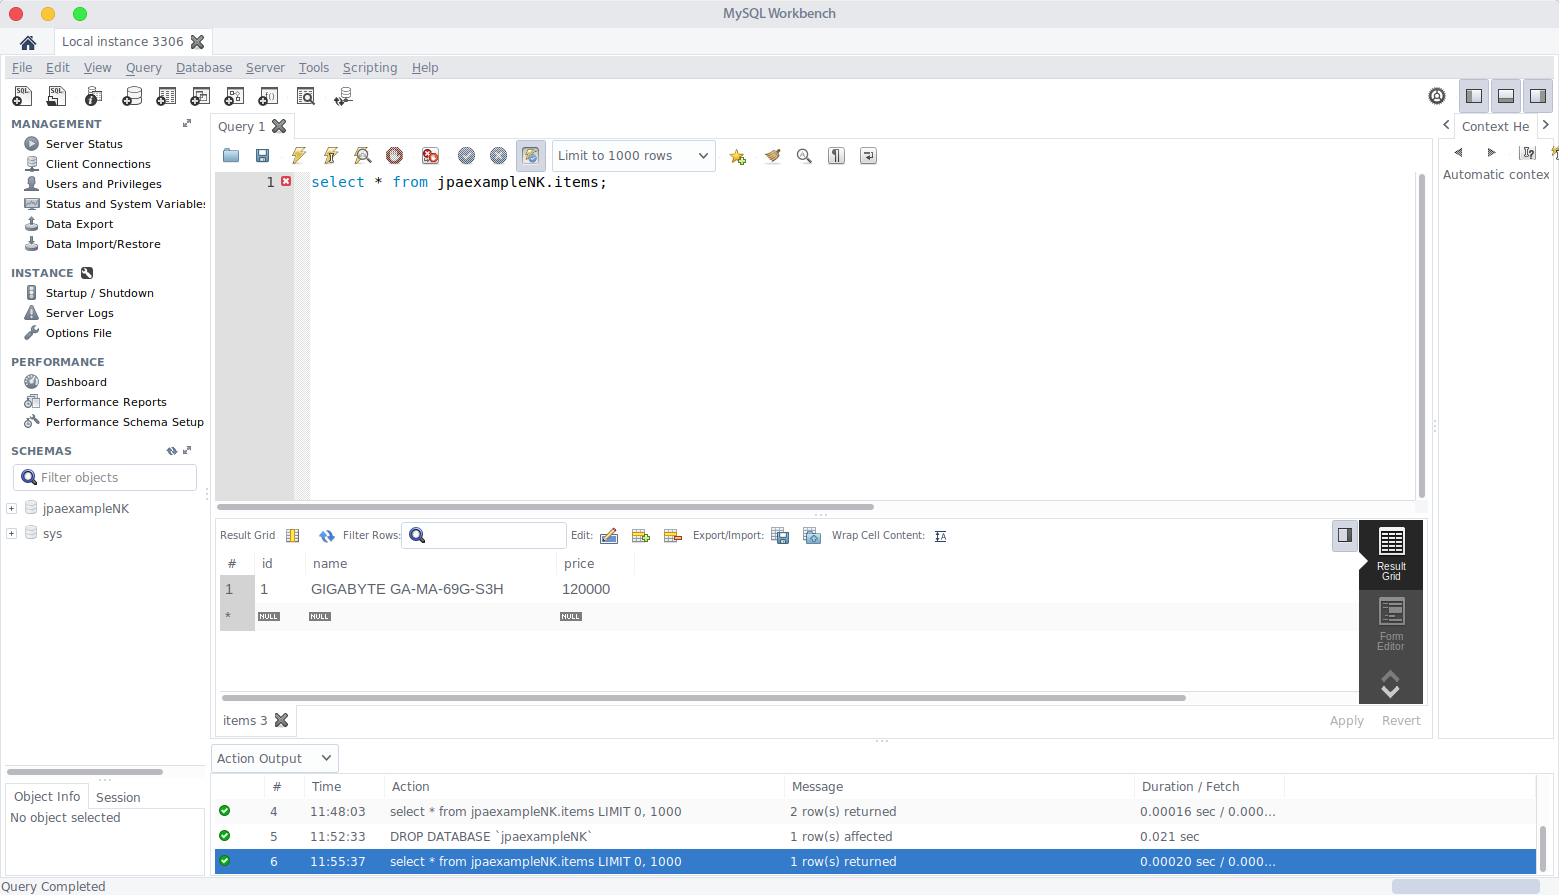 MySQL Workbench
Local instance 3306
File Edit View Query Database Server Tools Scripting Help
MANAGEMENT
Server Status
Client Connections
Users and Privileges
Status and System Variables
Data Export
Data Import/Restore
INSTANCE
Startup / Shutdown
Server Logs
Options File
PERFORMANCE
Dashboard
Performance Reports
Performance Schema Setup
SCHEMAS
Filter objects
jpaexampleNK
sys
Object Info Session
No object selected
Query 1
Limit to 1000 rows
1 select * from jpaexampleNK.items;
Context He
Automatic contex
Result Grid Filter Rows: Edit: Export/Import: Wrap Cell Content:
# id name price
1 1 GIGABYTE GA-MA-69G-S3H 120000
* NULL NULL NULL
Result
Grid
Form
Editor
items 3
Apply Revert
Action Output
# Time Action Message Duration / Fetch
4 11:48:03 select * from jpaexampleNK.items LIMIT 0, 1000 2 row(s) returned 0.00016 sec / 0.000...
5 11:52:33 DROP DATABASE `jpaexampleNK` 1 row(s) affected 0.021 sec
6 11:55:37 select * from jpaexampleNK.items LIMIT 0, 1000 1 row(s) returned 0.00020 sec / 0.000...
Query Completed